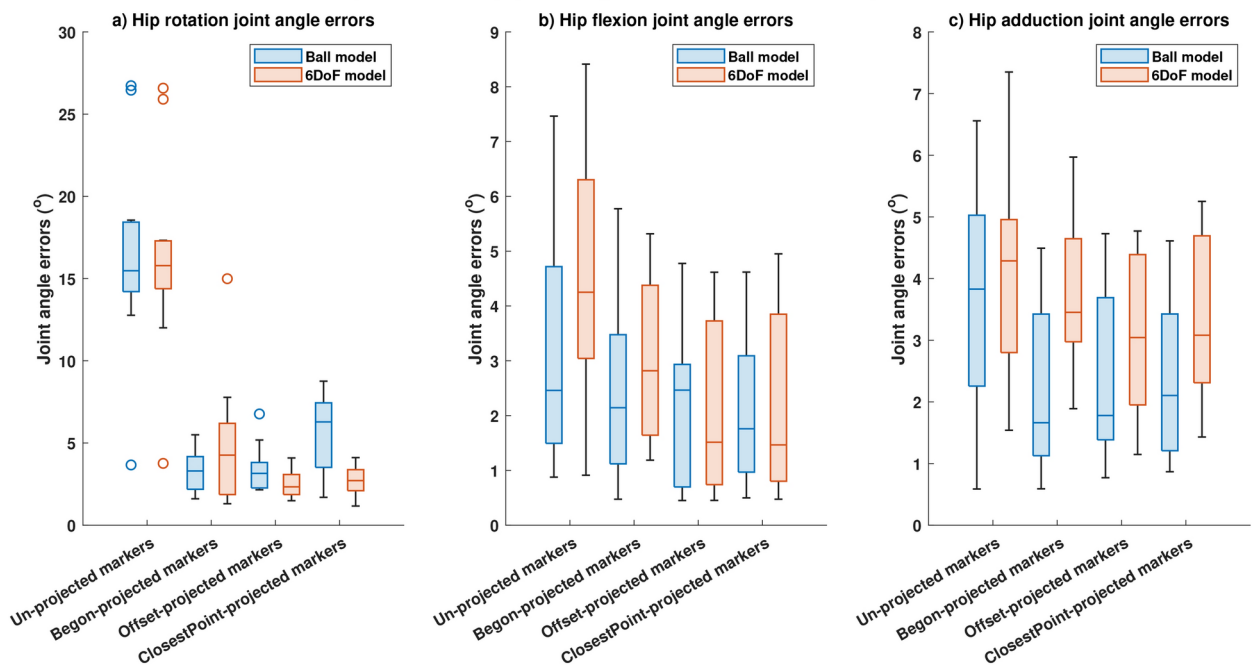 a) Hip rotation joint angle errors
30
25
20
15
10
5
0
Joint angle errors (°)
Ball model
6DoF model
Un-projected markers
Begon-projected markers
Offset-projected markers
ClosestPoint-projected markers
b) Hip flexion joint angle errors
9
8
7
6
5
4
3
2
1
0
Joint angle errors (°)
Ball model
6DoF model
Un-projected markers
Begon-projected markers
Offset-projected markers
ClosestPoint-projected markers
c) Hip adduction joint angle errors
8
7
6
5
4
3
2
1
0
Joint angle errors (°)
Ball model
6DoF model
Un-projected markers
Begon-projected markers
Offset-projected markers
ClosestPoint-projected markers